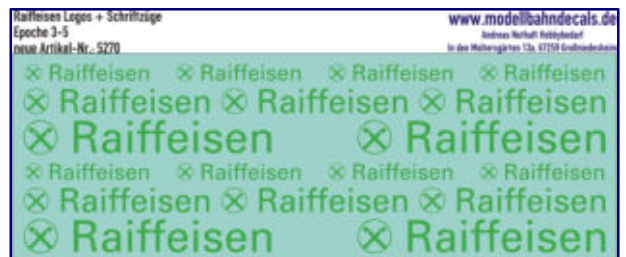 Raiffeisen Logos + Schriftzüge
Epoche 3-5
neue Artikel-Nr.: 5270
www.modellbahndecals.de
Andreas Nothaft Hobbybedarf
In den Weitersgärten 13a, 67259 Großniedesheim
Raiffeisen Raiffeisen Raiffeisen Raiffeisen
Raiffeisen Raiffeisen Raiffeisen
Raiffeisen Raiffeisen
Raiffeisen Raiffeisen Raiffeisen Raiffeisen
Raiffeisen Raiffeisen Raiffeisen
Raiffeisen Raiffeisen